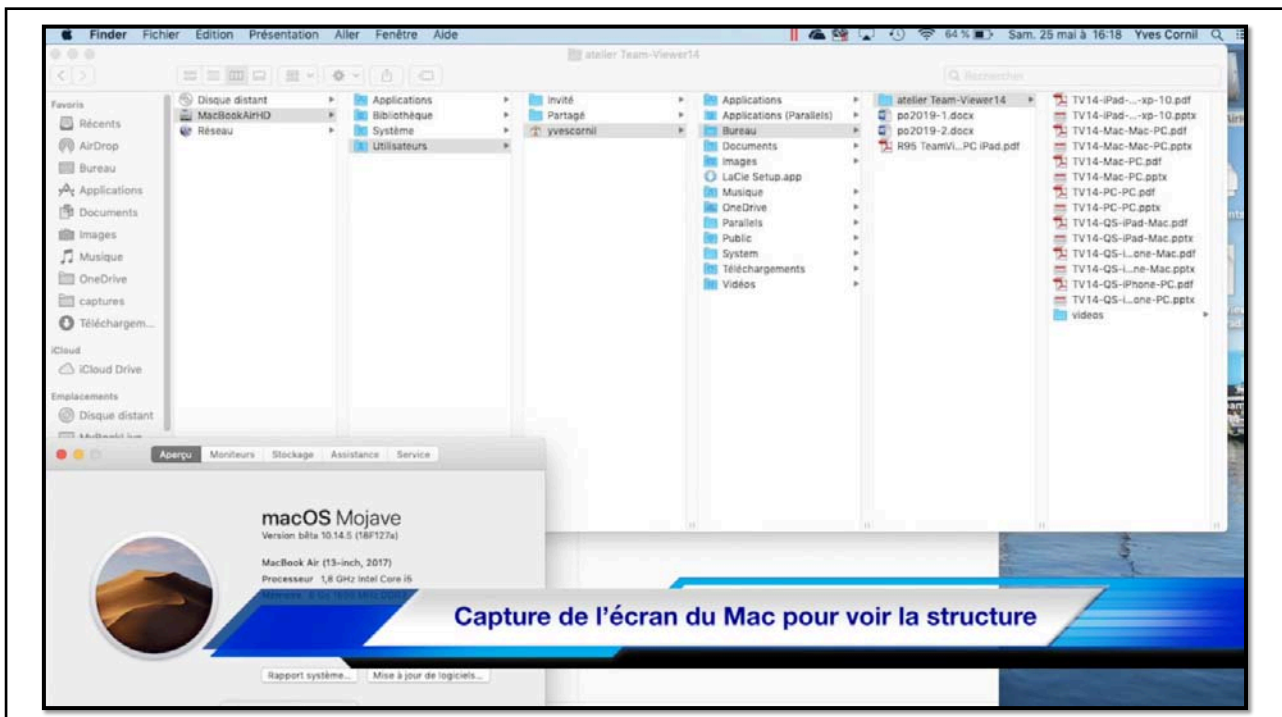 Finder Fichier Édition Présentation Aller Fenêtre Aide 64 % Sam. 25 mai à 16:18 Yves Cornil
atelier Team-Viewer14
Rechercher
Favoris
Récents
AirDrop
Bureau
Applications
Documents
Images
Musique
OneDrive
captures
Téléchargem...
iCloud
iCloud Drive
Emplacements
Disque distant
MyBookLive
Disque distant
MacBookAirHD
Réseau
Applications
Bibliothèque
Système
Utilisateurs
Invité
Partagé
yvescornil
Applications
Applications (Parallels)
Bureau
Documents
Images
LaCie Setup.app
Musique
OneDrive
Parallels
Public
System
Téléchargements
Vidéos
atelier Team-Viewer14
po2019-1.docx
po2019-2.docx
R95 TeamVi...PC iPad.pdf
TV14-iPad-...-xp-10.pdf
TV14-iPad-...-xp-10.pptx
TV14-Mac-Mac-PC.pdf
TV14-Mac-Mac-PC.pptx
TV14-Mac-PC.pdf
TV14-Mac-PC.pptx
TV14-PC-PC.pdf
TV14-PC-PC.pptx
TV14-QS-iPad-Mac.pdf
TV14-QS-iPad-Mac.pptx
TV14-QS-i...one-Mac.pdf
TV14-QS-i...ne-Mac.pptx
TV14-QS-iPhone-PC.pdf
TV14-QS-i...one-PC.pptx
videos
Aperçu Moniteurs Stockage Assistance Service
macOS Mojave
Version bêta 10.14.5 (18F127a)
MacBook Air (13-inch, 2017)
Processeur 1,8 GHz Intel Core i5
Mémoire 8 Go 1600 MHz DDR3
Capture de l'écran du Mac pour voir la structure
Rapport système... Mise à jour de logiciels...